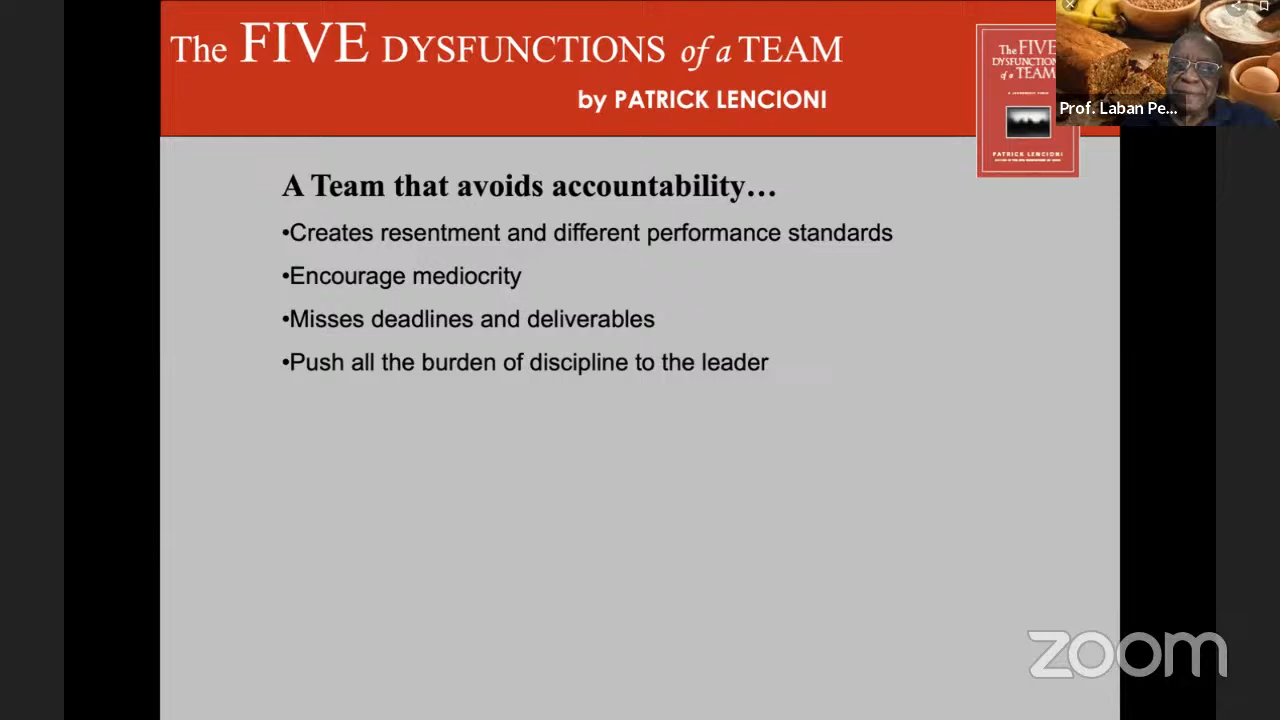 The FIVE DYSFUNCTIONS of a TEAM
by PATRICK LENCIONI
The FIVE
DYSFUNCTION
of a TEAM
PATRICK LENCIONI
Prof. Laban Pe...
A Team that avoids accountability…
•Creates resentment and different performance standards
•Encourage mediocrity
•Misses deadlines and deliverables
•Push all the burden of discipline to the leader
zoom